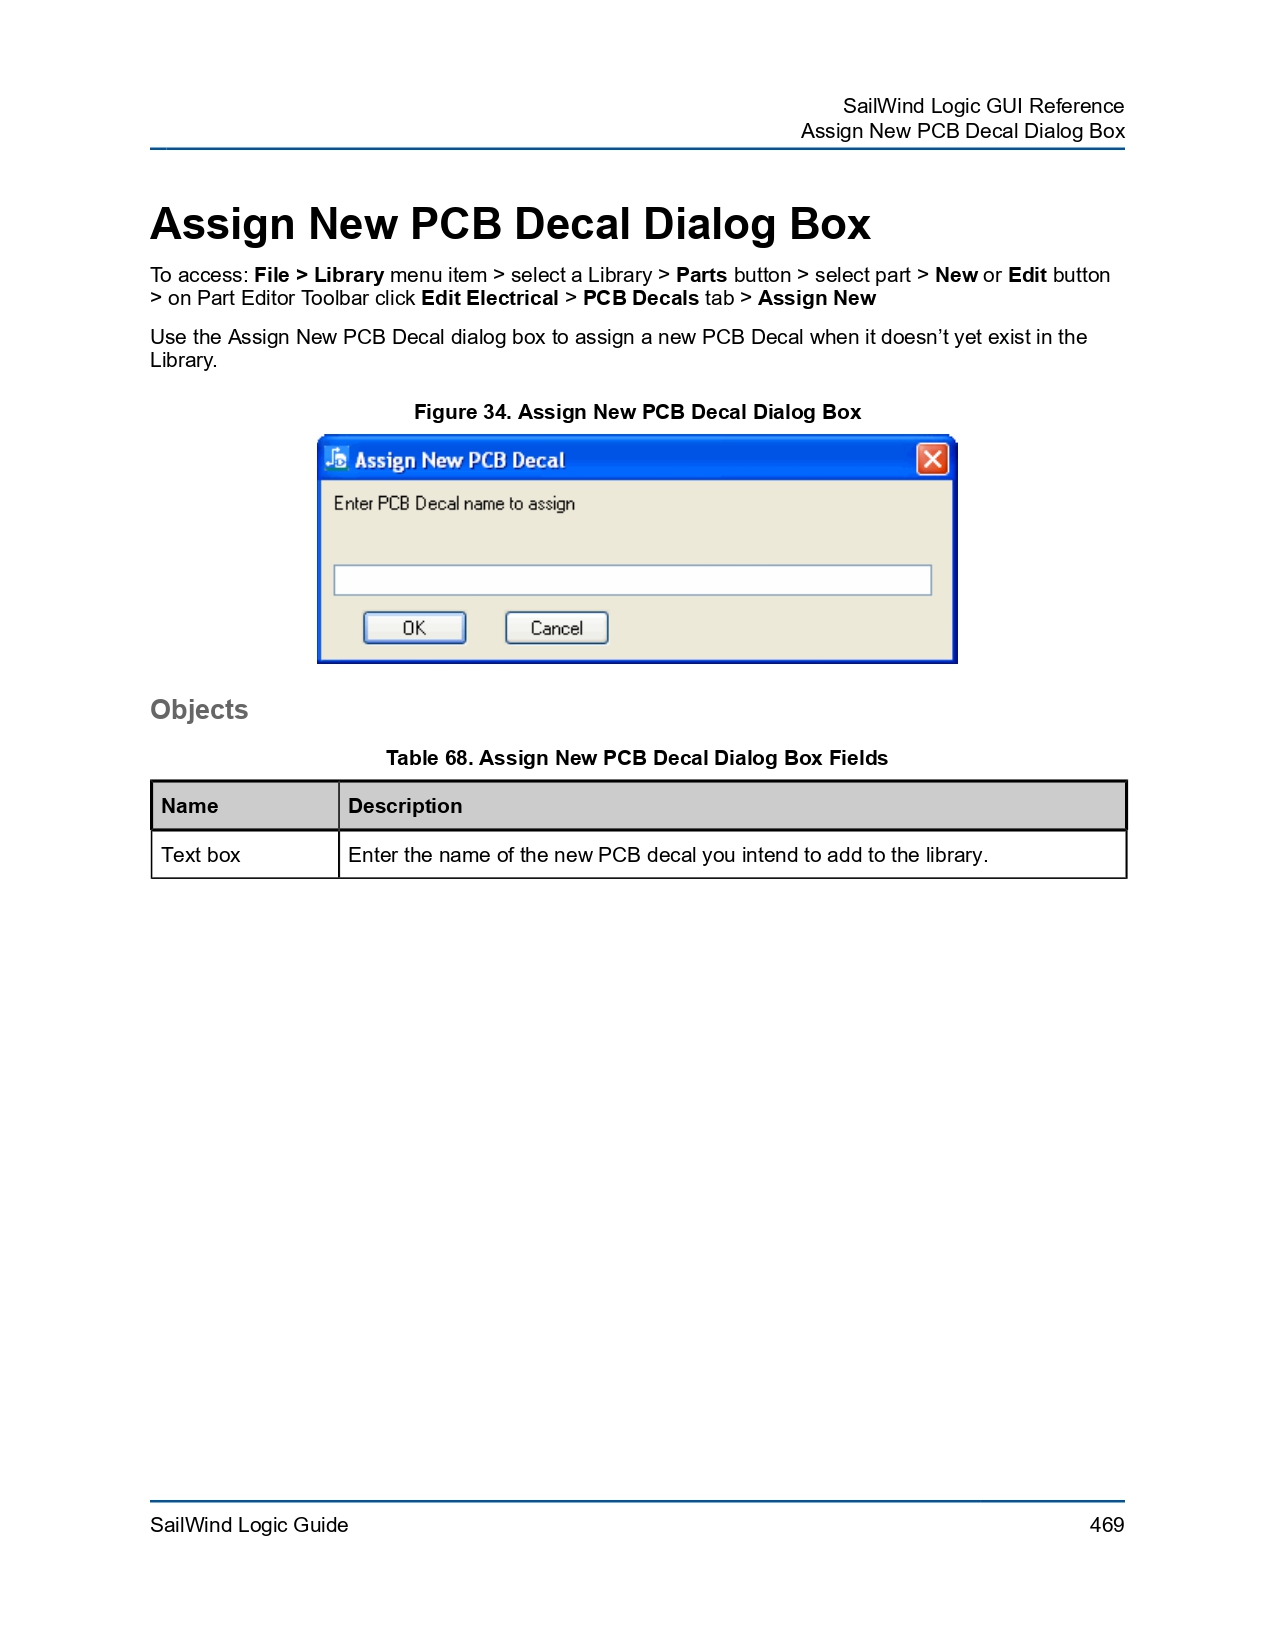 SailWind Logic GUI Reference
Assign New PCB Decal Dialog Box
Assign New PCB Decal Dialog Box
To access: File > Library menu item > select a Library > Parts button > select part > New or Edit button
> on Part Editor Toolbar click Edit Electrical > PCB Decals tab > Assign New
Use the Assign New PCB Decal dialog box to assign a new PCB Decal when it doesn’t yet exist in the
Library.
Figure 34. Assign New PCB Decal Dialog Box
Assign New PCB Decal
Enter PCB Decal name to assign
OK Cancel
Objects
Table 68. Assign New PCB Decal Dialog Box Fields
Name Description
Text box Enter the name of the new PCB decal you intend to add to the library.
SailWind Logic Guide 469